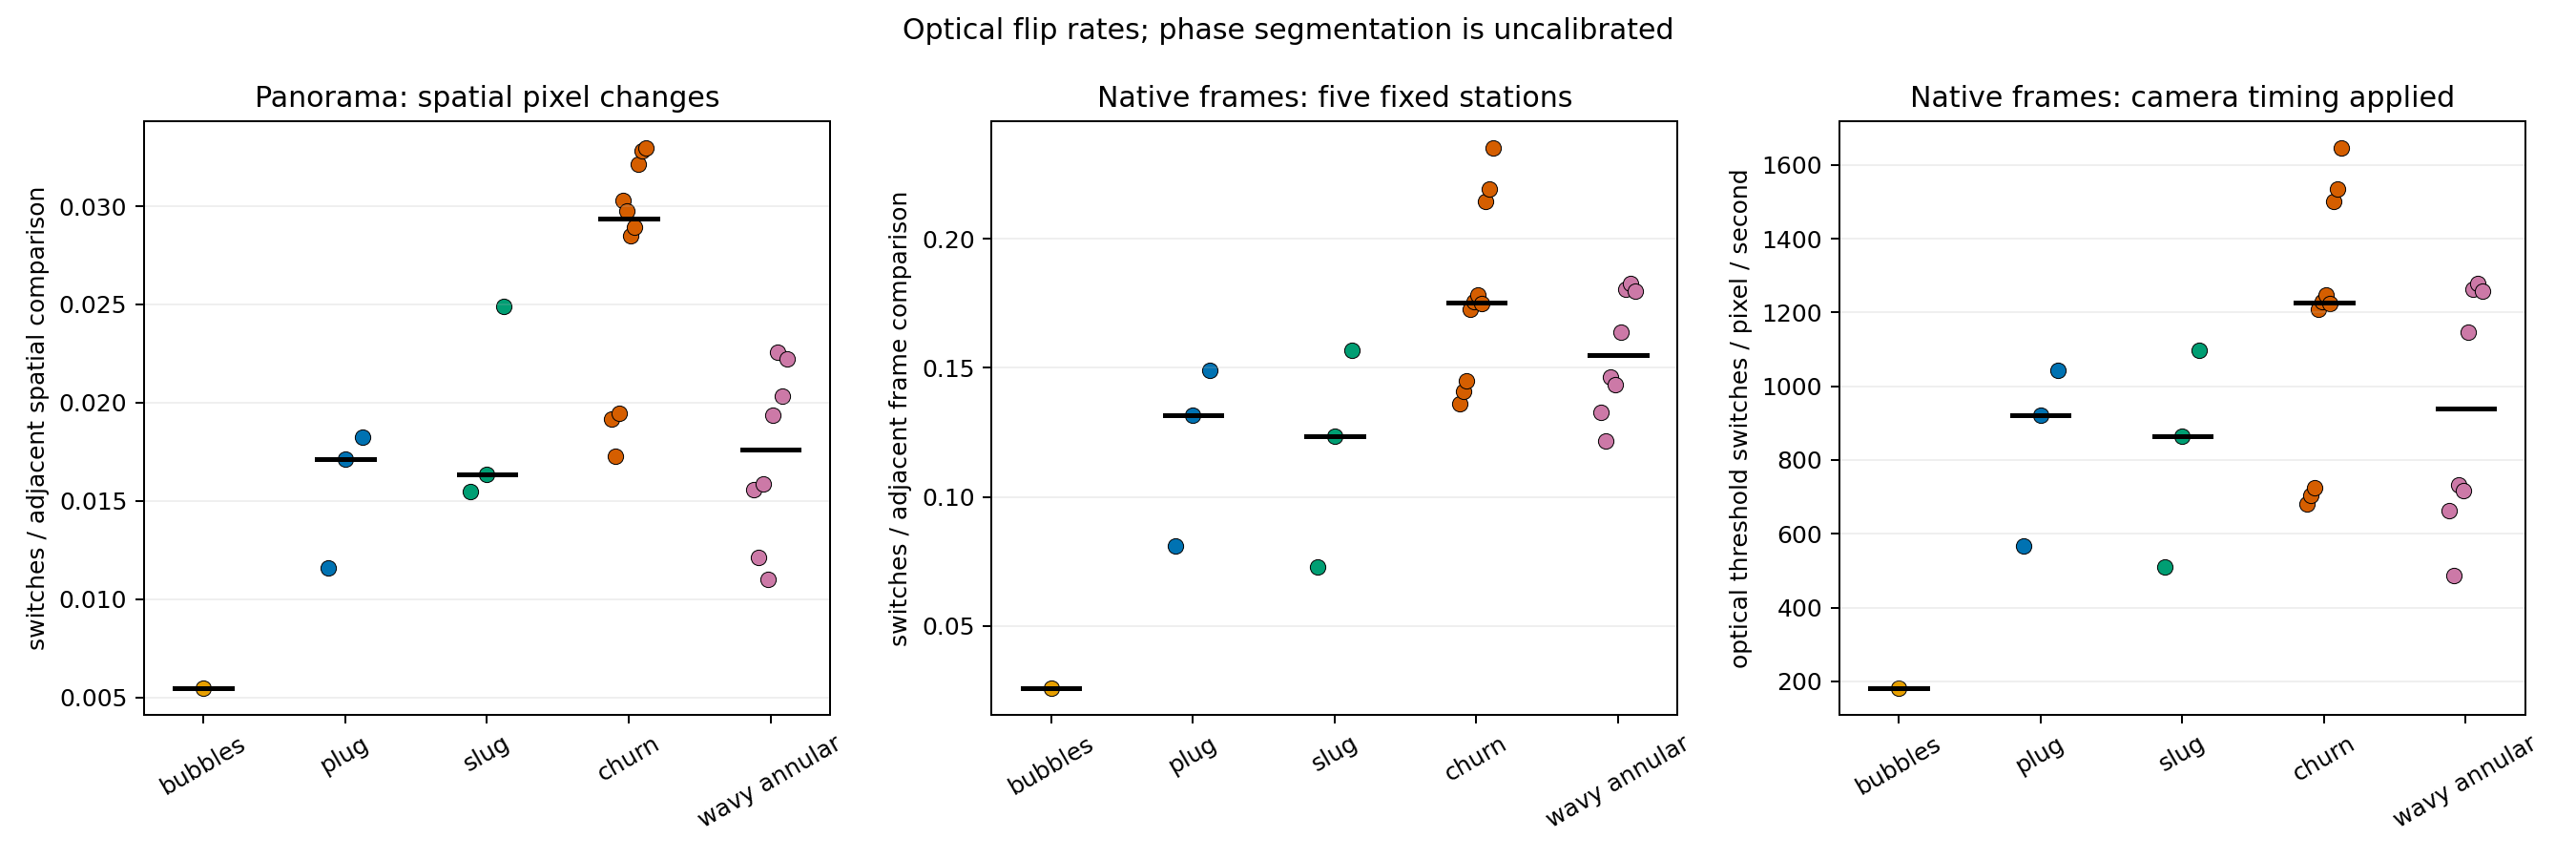 Optical flip rates; phase segmentation is uncalibrated
Panorama: spatial pixel changes
switches / adjacent spatial comparison
0.030
0.025
0.020
0.015
0.010
0.005
bubbles
plug
slug
churn
wavy annular
Native frames: five fixed stations
switches / adjacent frame comparison
0.20
0.15
0.10
0.05
bubbles
plug
slug
churn
wavy annular
Native frames: camera timing applied
optical threshold switches / pixel / second
1600
1400
1200
1000
800
600
400
200
bubbles
plug
slug
churn
wavy annular